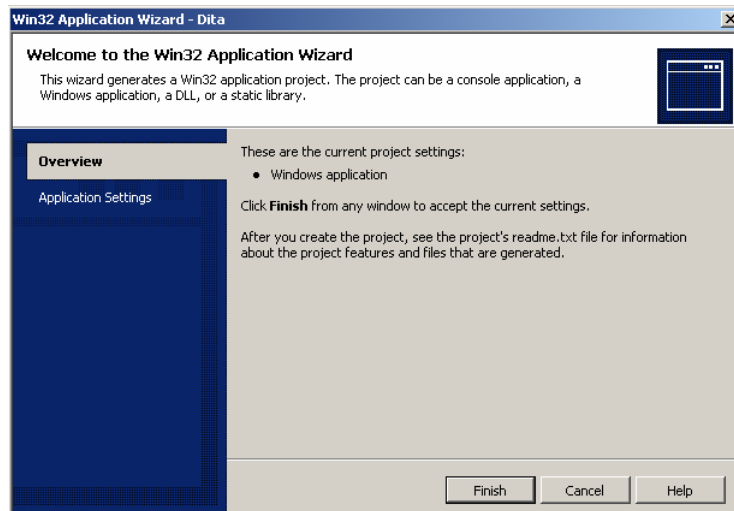 Win32 Application Wizard - Dita
Welcome to the Win32 Application Wizard
This wizard generates a Win32 application project. The project can be a console application, a
Windows application, a DLL, or a static library.
Overview
Application Settings
These are the current project settings:
• Windows application
Click Finish from any window to accept the current settings.
After you create the project, see the project's readme.txt file for information
about the project features and files that are generated.
Finish
Cancel
Help